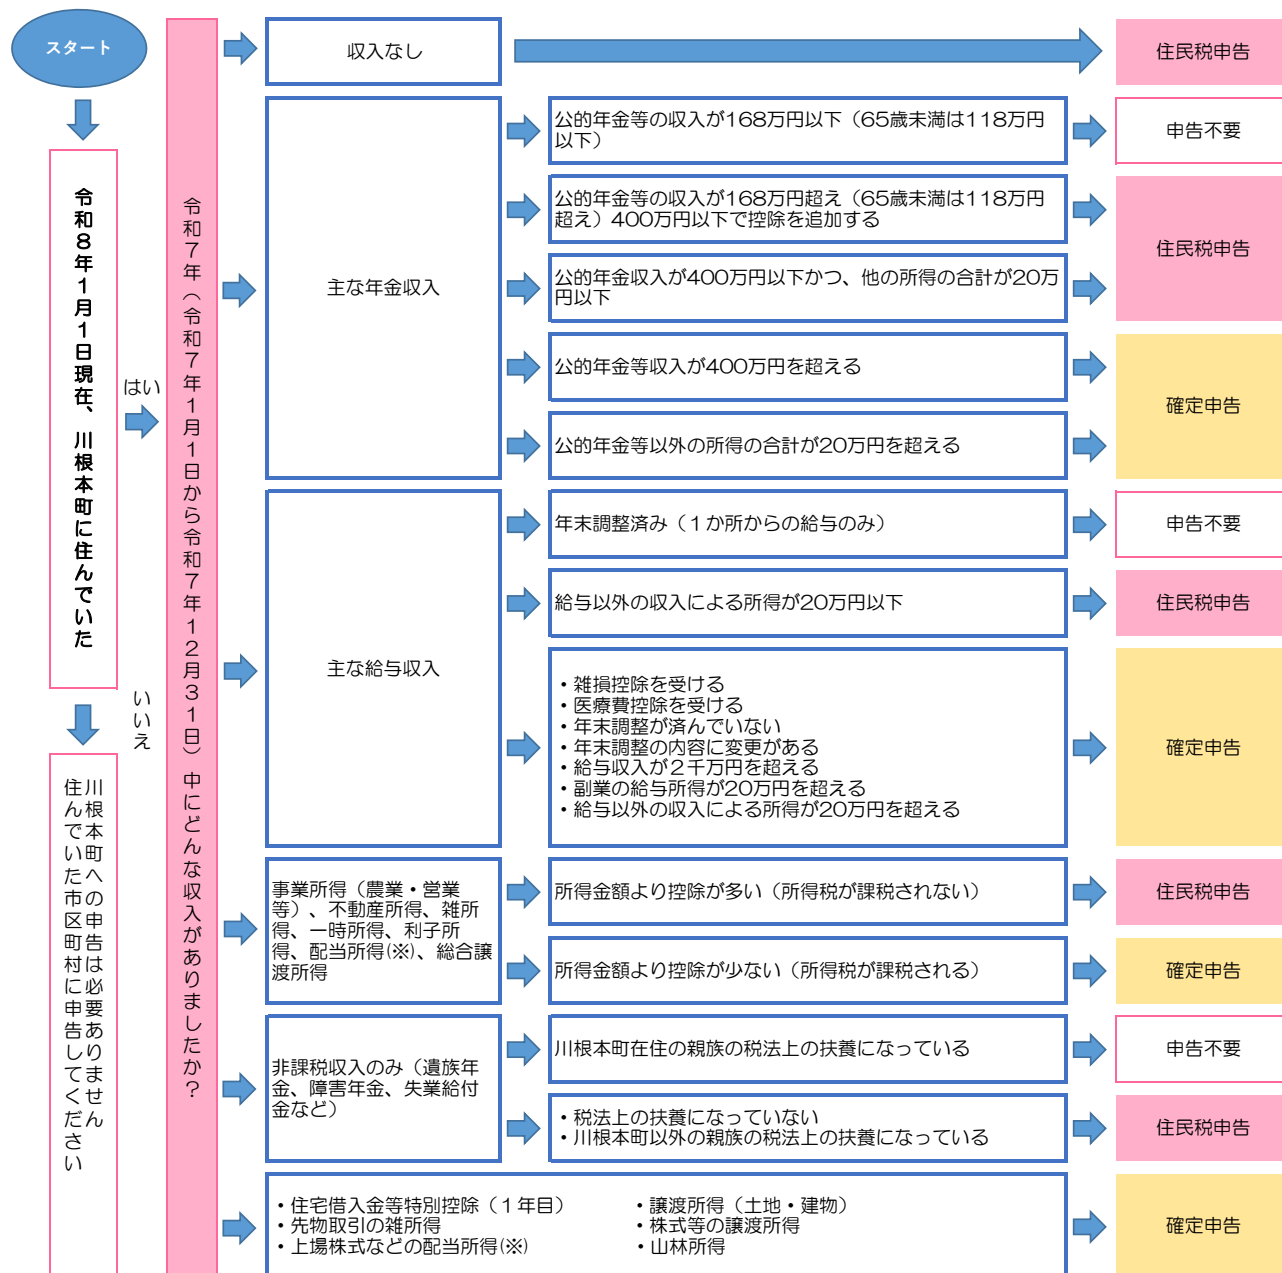 スタート
令和8年1月1日現在、川根本町に住んでいた
はい
いいえ
川根本町への申告は必要ありません
住んでいた市区町村に申告してください
令和7年(令和7年1月1日から令和7年12月31日)中にどんな収入がありましたか?
収入なし
住民税申告
主な年金収入
公的年金等の収入が168万円以下(65歳未満は118万円
以下)
申告不要
公的年金等の収入が168万円超え(65歳未満は118万円
超え)400万円以下で控除を追加する
公的年金収入が400万円以下かつ、他の所得の合計が20万
円以下
住民税申告
公的年金等収入が400万円を超える
公的年金等以外の所得の合計が20万円を超える
確定申告
主な給与収入
年末調整済み(1か所からの給与のみ)
申告不要
給与以外の収入による所得が20万円以下
住民税申告
・雑損控除を受ける
・医療費控除を受ける
・年末調整が済んでいない
・年末調整の内容に変更がある
・給与収入が2千万円を超える
・副業の給与所得が20万円を超える
・給与以外の収入による所得が20万円を超える
確定申告
事業所得(農業・営業
等)、不動産所得、雑所
得、一時所得、利子所
得、配当所得(※)、総合譲
渡所得
所得金額より控除が多い(所得税が課税されない)
住民税申告
所得金額より控除が少ない(所得税が課税される)
確定申告
非課税収入のみ(遺族年
金、障害年金、失業給付
金など)
川根本町在住の親族の税法上の扶養になっている
申告不要
・税法上の扶養になっていない
・川根本町以外の親族の税法上の扶養になっている
住民税申告
・住宅借入金等特別控除(1年目)
・先物取引の雑所得
・上場株式などの配当所得(※)
・譲渡所得(土地・建物)
・株式等の譲渡所得
・山林所得
確定申告